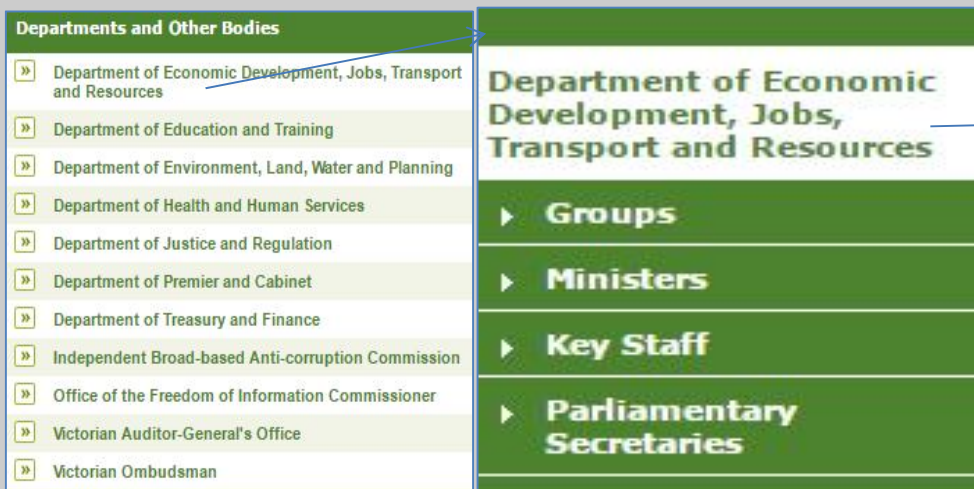 Departments and Other Bodies
Department of Economic Development, Jobs, Transport
and Resources
Department of Education and Training
Department of Environment, Land, Water and Planning
Department of Health and Human Services
Department of Justice and Regulation
Department of Premier and Cabinet
Department of Treasury and Finance
Independent Broad-based Anti-corruption Commission
Office of the Freedom of Information Commissioner
Victorian Auditor-General's Office
Victorian Ombudsman
Department of Economic
Development, Jobs,
Transport and Resources
Groups
Ministers
Key Staff
Parliamentary
Secretaries